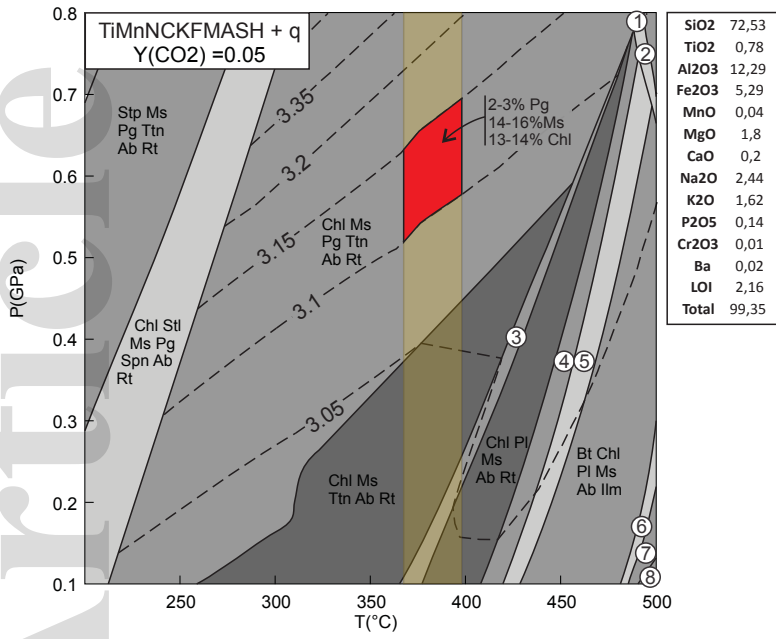 Article
TiMnNCKFMASH + q
Y(CO2) =0.05
P(GPa)
0.8
0.7
0.6
0.5
0.4
0.3
0.2
0.1
250
300
350
400
450
500
T(°C)
3.35
3.2
3.15
3.1
3.05
Stp Ms
Pg Ttn
Ab Rt
Chl Stl
Ms Pg
Spn Ab
Rt
Chl Ms
Pg Ttn
Ab Rt
2-3% Pg
14-16%Ms
13-14% Chl
Chl Ms
Ttn Ab Rt
Chl Pl
Ms
Ab Rt
Bt Chl
Pl Ms
Ab Ilm
1
2
3
4
5
6
7
8
SiO2 72,53
TiO2 0,78
Al2O3 12,29
Fe2O3 5,29
MnO 0,04
MgO 1,8
CaO 0,2
Na2O 2,44
K2O 1,62
P2O5 0,14
Cr2O3 0,01
Ba 0,02
LOI 2,16
Total 99,35